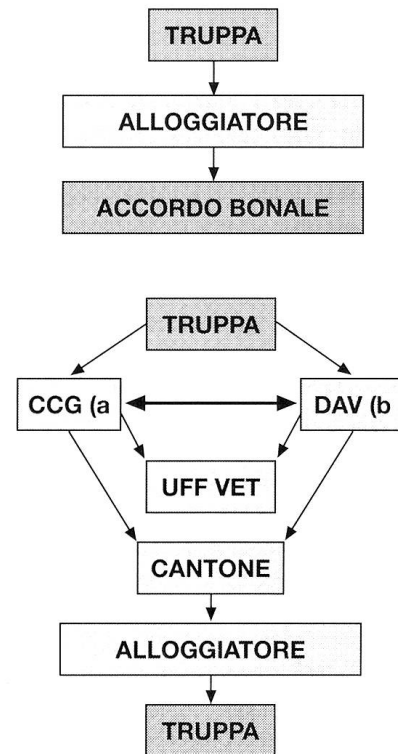 TRUPPA
ALLOGGIATORE
ACCORDO BONALE
TRUPPA
CCG (a
DAV (b
UFF VET
CANTONE
ALLOGGIATORE
TRUPPA